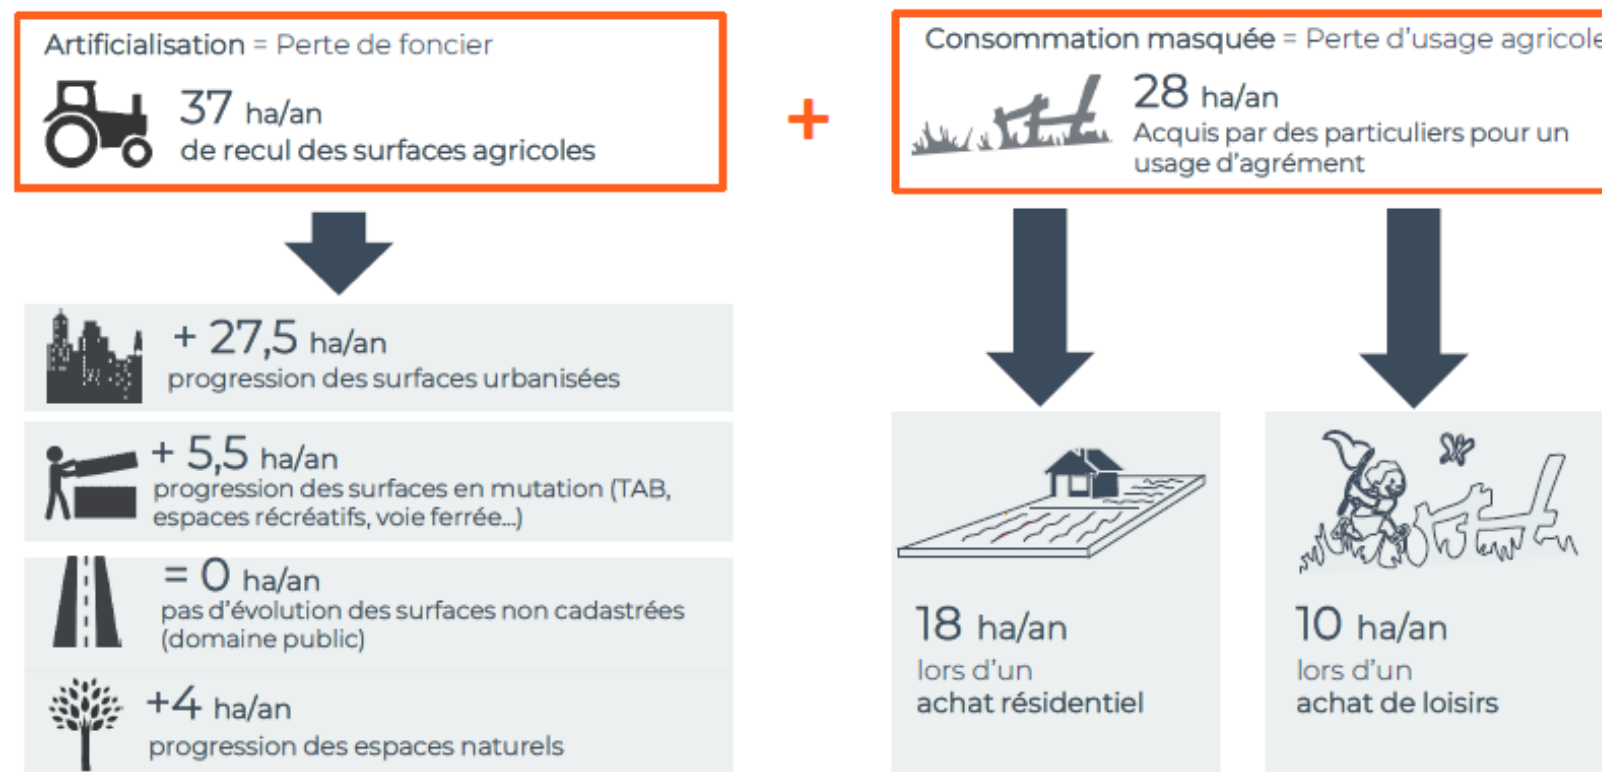 Artificialisation = Perte de foncier
37 ha/an
de recul des surfaces agricoles
+
Consommation masquée = Perte d'usage agricole
28 ha/an
Acquis par des particuliers pour un
usage d'agrément
+ 27,5 ha/an
progression des surfaces urbanisées
+ 5,5 ha/an
progression des surfaces en mutation (TAB,
espaces récréatifs, voie ferrée...)
= 0 ha/an
pas d'évolution des surfaces non cadastrées
(domaine public)
+4 ha/an
progression des espaces naturels
18 ha/an
lors d'un
achat résidentiel
10 ha/an
lors d'un
achat de loisirs